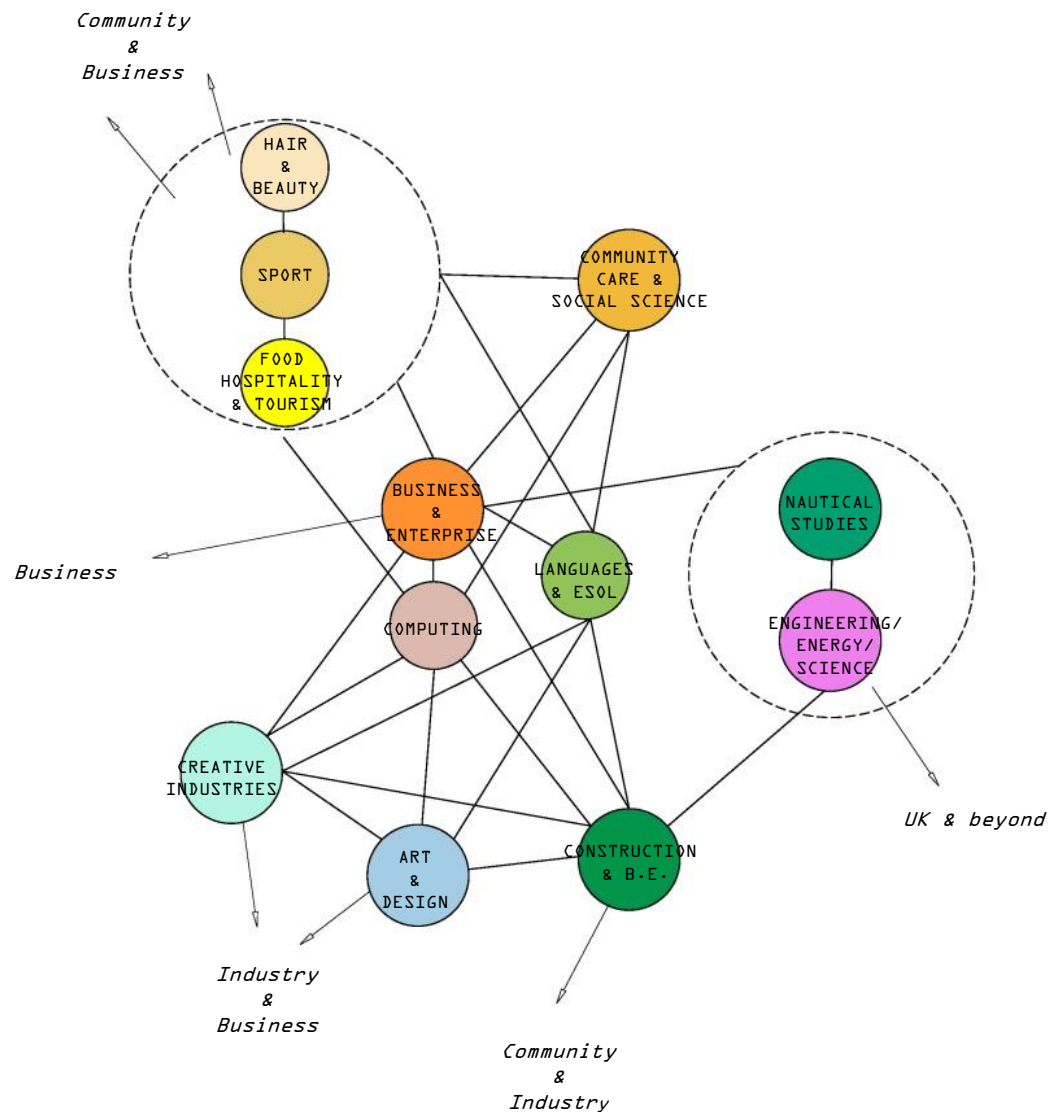 Community
&
Business
HAIR
&
BEAUTY
SPORT
FOOD
HOSPITALITY
& TOURISM
COMMUNITY
CARE &
SOCIAL SCIENCE
BUSINESS
&
ENTERPRISE
NAUTICAL
STUDIES
LANGUAGES
& ESOL
Business
COMPUTING
ENGINEERING/
ENERGY/
SCIENCE
CREATIVE
INDUSTRIES
UK & beyond
ART
&
DESIGN
CONSTRUCTION
& B.E.
Industry
&
Business
Community
&
Industry